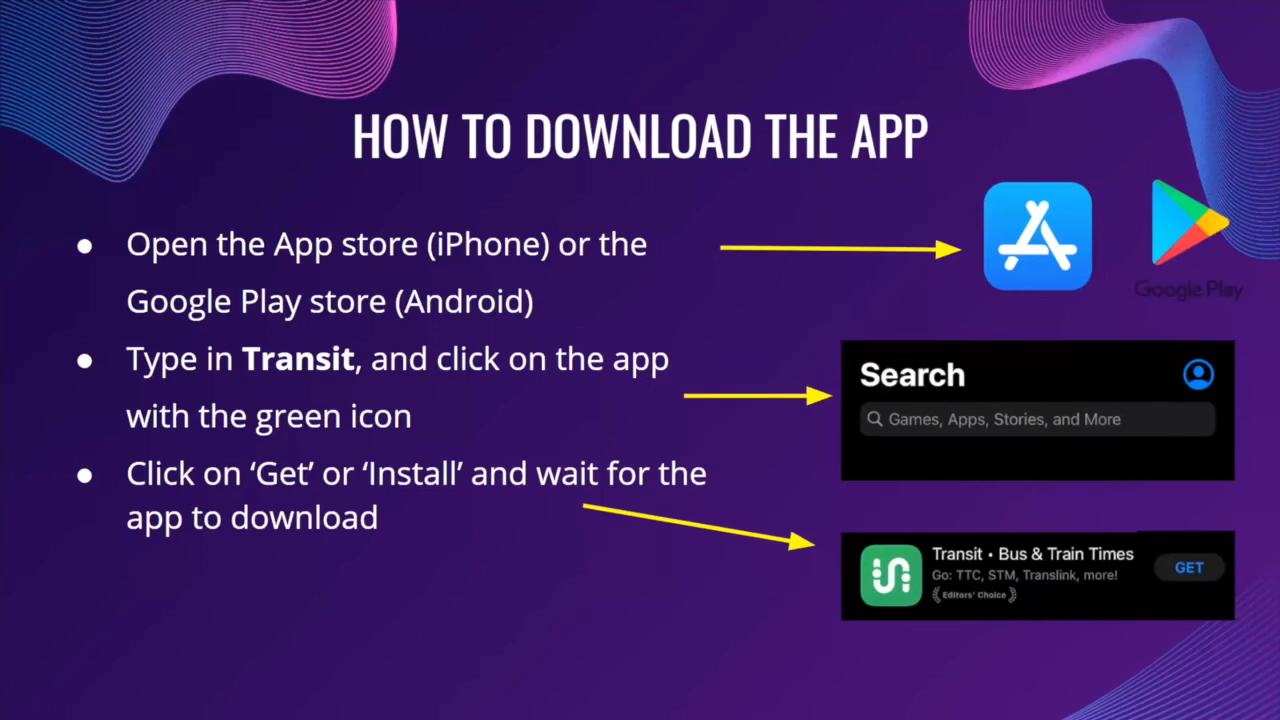 HOW TO DOWNLOAD THE APP
● Open the App store (iPhone) or the
Google Play store (Android)
● Type in Transit, and click on the app
with the green icon
● Click on ‘Get’ or ‘Install’ and wait for the
app to download
Google Play
Search
Games, Apps, Stories, and More
Transit • Bus & Train Times
Go: TTC, STM, Translink, more!
Editors' Choice
GET